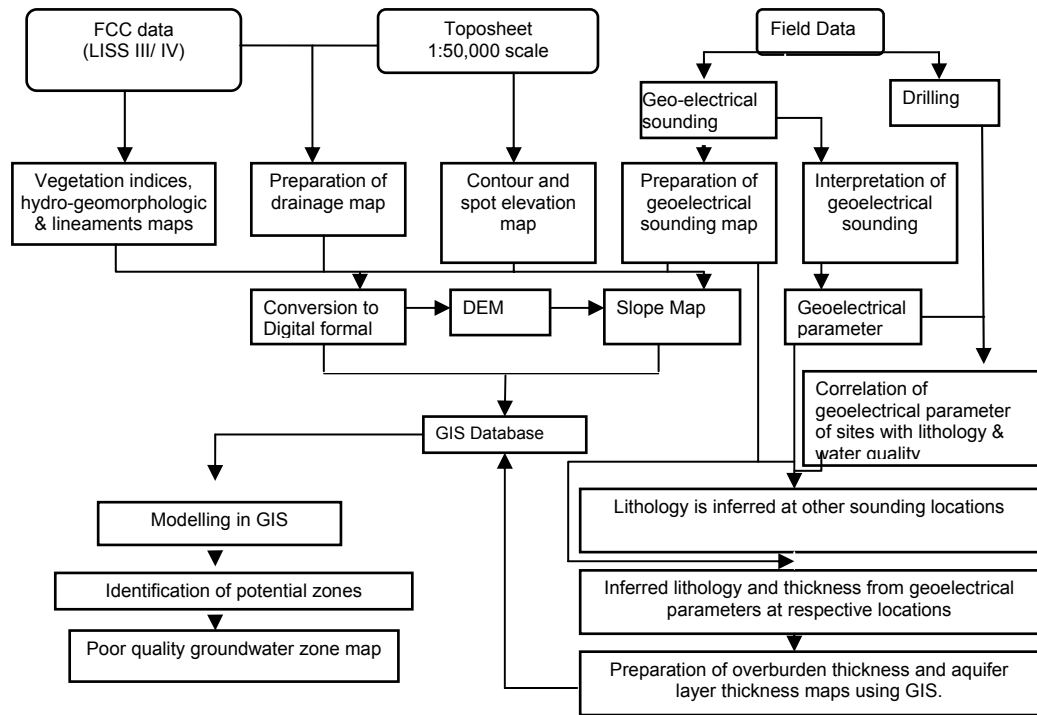 FCC data
(LISS III/ IV)
Toposheet
1:50,000 scale
Field Data
Geo-electrical
sounding
Drilling
Vegetation indices,
hydro-geomorphologic
& lineaments maps
Preparation of
drainage map
Contour and
spot elevation
map
Preparation of
geoelectrical
sounding map
Interpretation of
geoelectrical
sounding
Conversion to
Digital formal
DEM
Slope Map
Geoelectrical
parameter
Correlation of
geoelectrical parameter
of sites with lithology &
water quality
GIS Database
Lithology is inferred at other sounding locations
Modelling in GIS
Identification of potential zones
Inferred lithology and thickness from geoelectrical
parameters at respective locations
Poor quality groundwater zone map
Preparation of overburden thickness and aquifer
layer thickness maps using GIS.